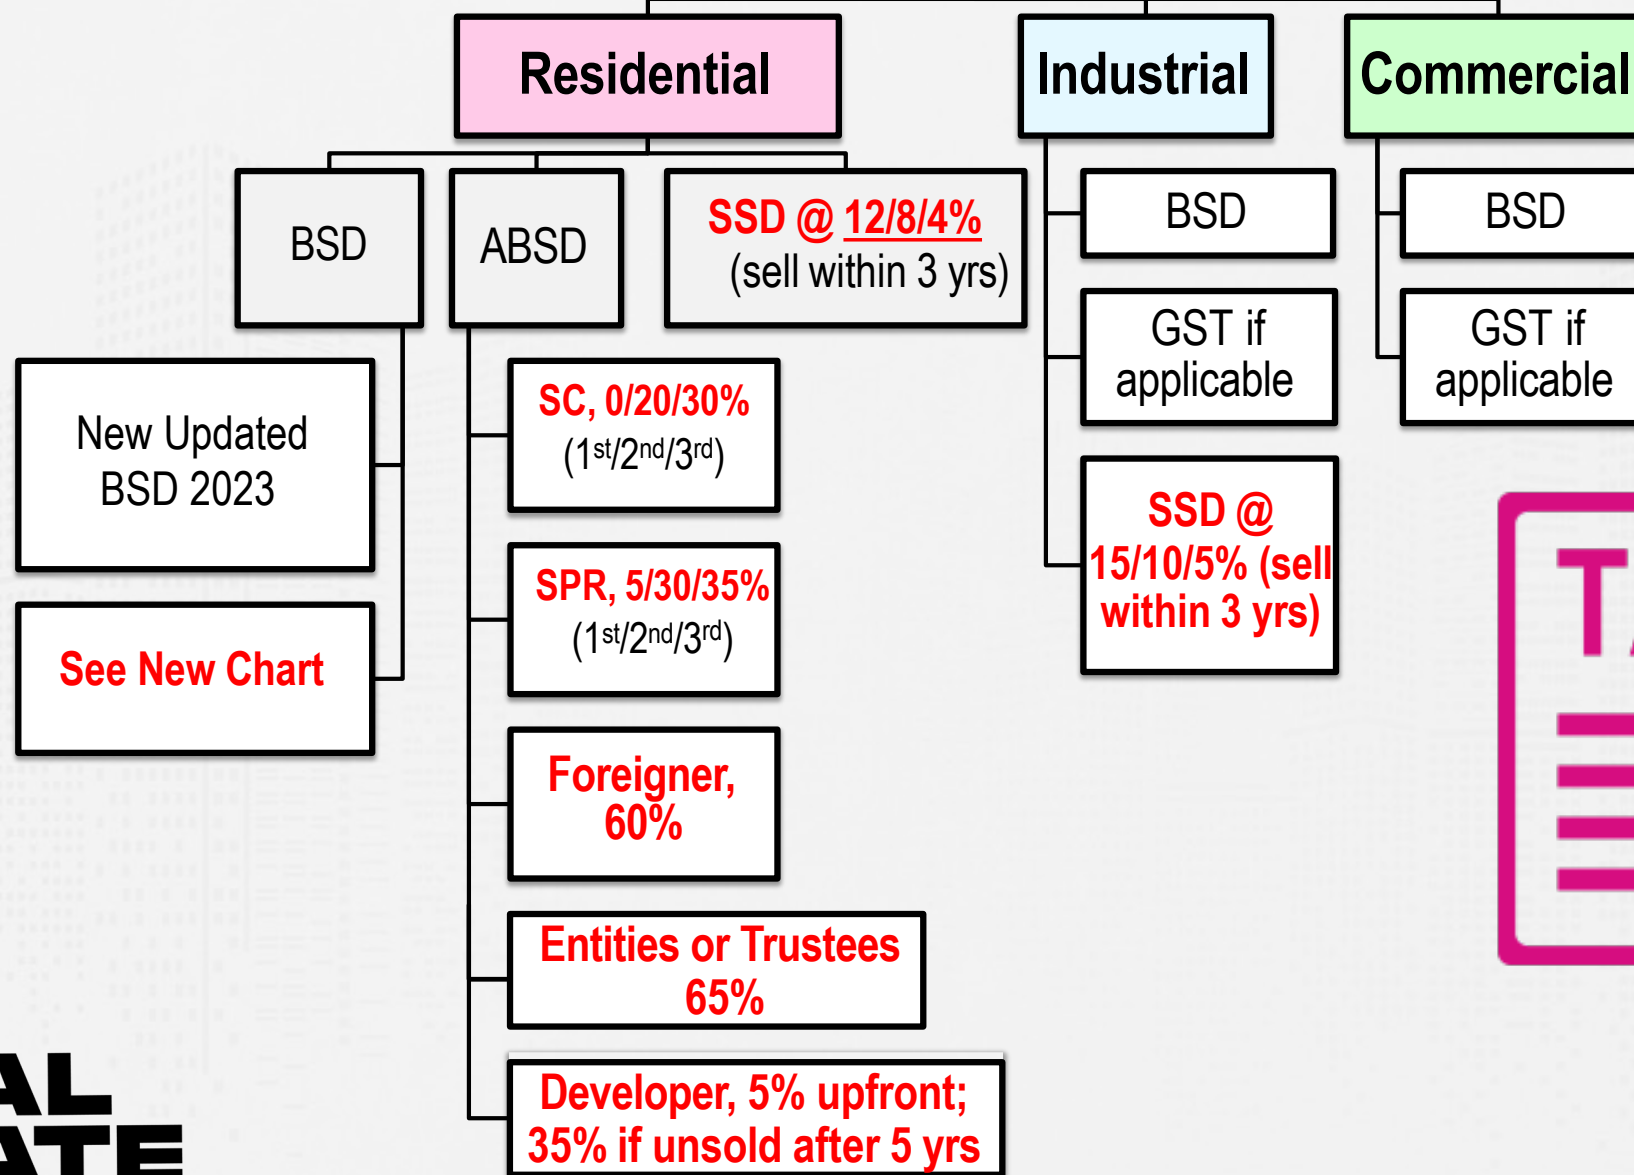 Residential
Industrial
Commercial
BSD
ABSD
SSD @ 12/8/4%
(sell within 3 yrs)
BSD
BSD
GST if
applicable
GST if
applicable
New Updated
BSD 2023
SC, 0/20/30%
(1st/2nd/3rd)
SSD @
15/10/5% (sell
within 3 yrs)
SPR, 5/30/35%
(1st/2nd/3rd)
See New Chart
Foreigner,
60%
Entities or Trustees
65%
Developer, 5% upfront;
35% if unsold after 5 yrs